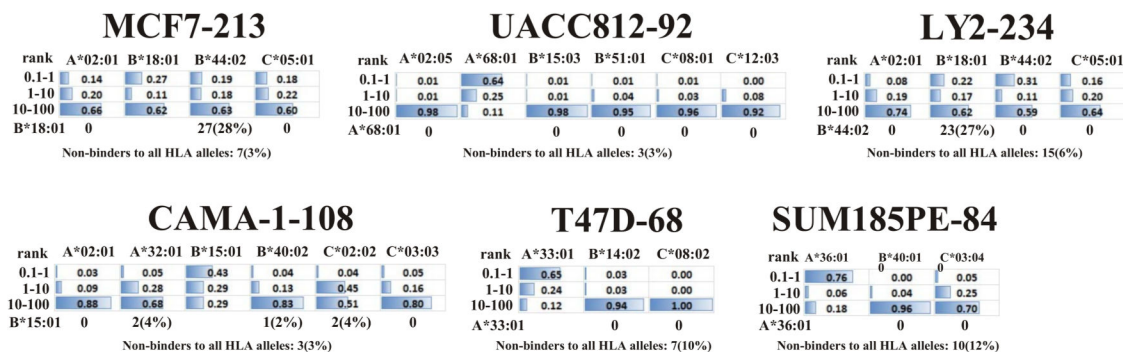 MCF7-213
rank A*02:01 B*18:01 B*44:02 C*05:01
0.1-1 0.14 0.27 0.19 0.18
1-10 0.20 0.11 0.18 0.22
10-100 0.66 0.62 0.63 0.60
B*18:01 0 27(28%) 0
Non-binders to all HLA alleles: 7(3%)
UACC812-92
rank A*02:05 A*68:01 B*15:03 B*51:01 C*08:01 C*12:03
0.1-1 0.01 0.64 0.01 0.01 0.01 0.00
1-10 0.01 0.25 0.01 0.04 0.03 0.08
10-100 0.98 0.11 0.98 0.95 0.96 0.92
A*68:01 0 0 0 0 0
Non-binders to all HLA alleles: 3(3%)
LY2-234
rank A*02:01 B*18:01 B*44:02 C*05:01
0.1-1 0.08 0.22 0.31 0.16
1-10 0.19 0.17 0.11 0.20
10-100 0.74 0.62 0.59 0.64
B*44:02 0 23(27%) 0
Non-binders to all HLA alleles: 15(6%)
CAMA-1-108
rank A*02:01 A*32:01 B*15:01 B*40:02 C*02:02 C*03:03
0.1-1 0.03 0.05 0.43 0.04 0.04 0.05
1-10 0.09 0.28 0.29 0.13 0.45 0.16
10-100 0.88 0.68 0.29 0.83 0.51 0.80
B*15:01 0 2(4%) 1(2%) 2(4%) 0
Non-binders to all HLA alleles: 3(3%)
T47D-68
rank A*33:01 B*14:02 C*08:02
0.1-1 0.65 0.03 0.00
1-10 0.24 0.03 0.00
10-100 0.12 0.94 1.00
A*33:01 0 0
Non-binders to all HLA alleles: 7(10%)
SUM185PE-84
rank A*36:01 B*40:01 C*03:04
0
0.1-1 0.76 0.00 0.05
1-10 0.06 0.04 0.25
10-100 0.18 0.96 0.70
A*36:01 0 0
Non-binders to all HLA alleles: 10(12%)